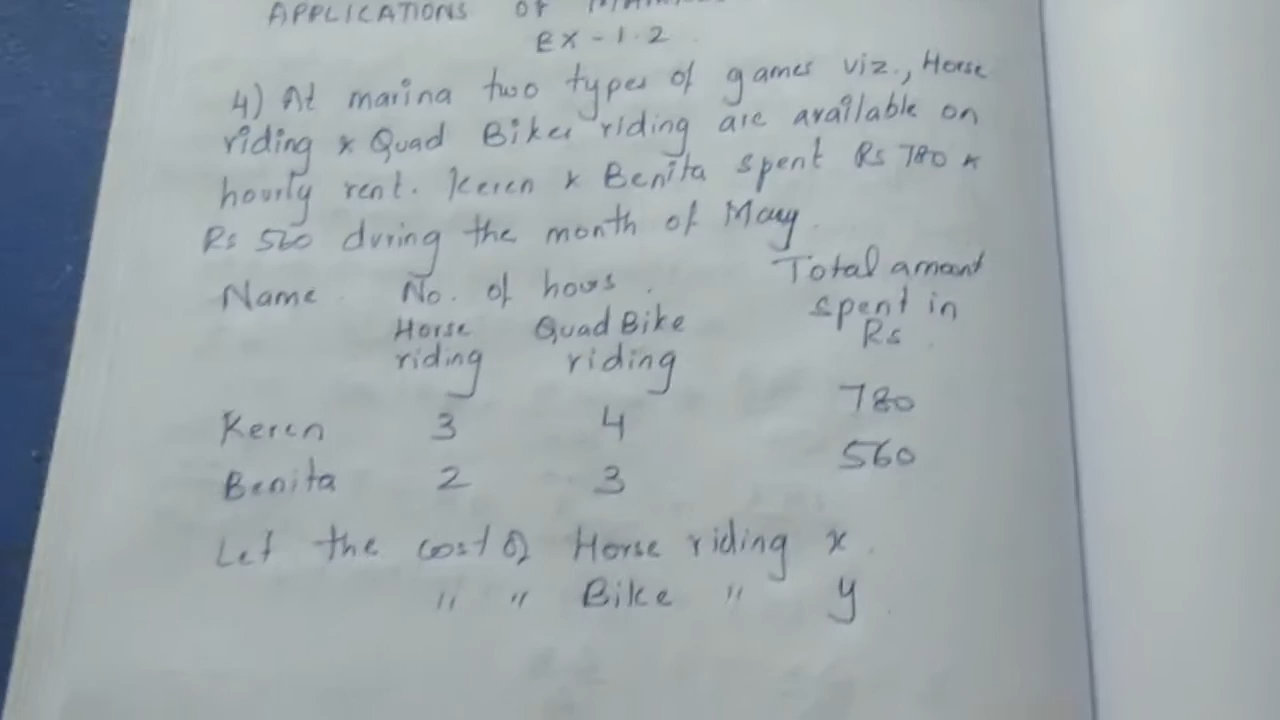 APPLICATIONS OF
EX-1.2
4) At marina two types of games viz., Horse
riding & Quad Bikes riding are available on
hourly rent. Keren & Benita spent Rs 780 &
Rs 560 during the month of May.
Name No. of hours Total amount
spent in
Rs
Horse Quad Bike
riding riding
Keren 3 4 780
Benita 2 3 560
Let the cost of Horse riding x
" " Bike " y